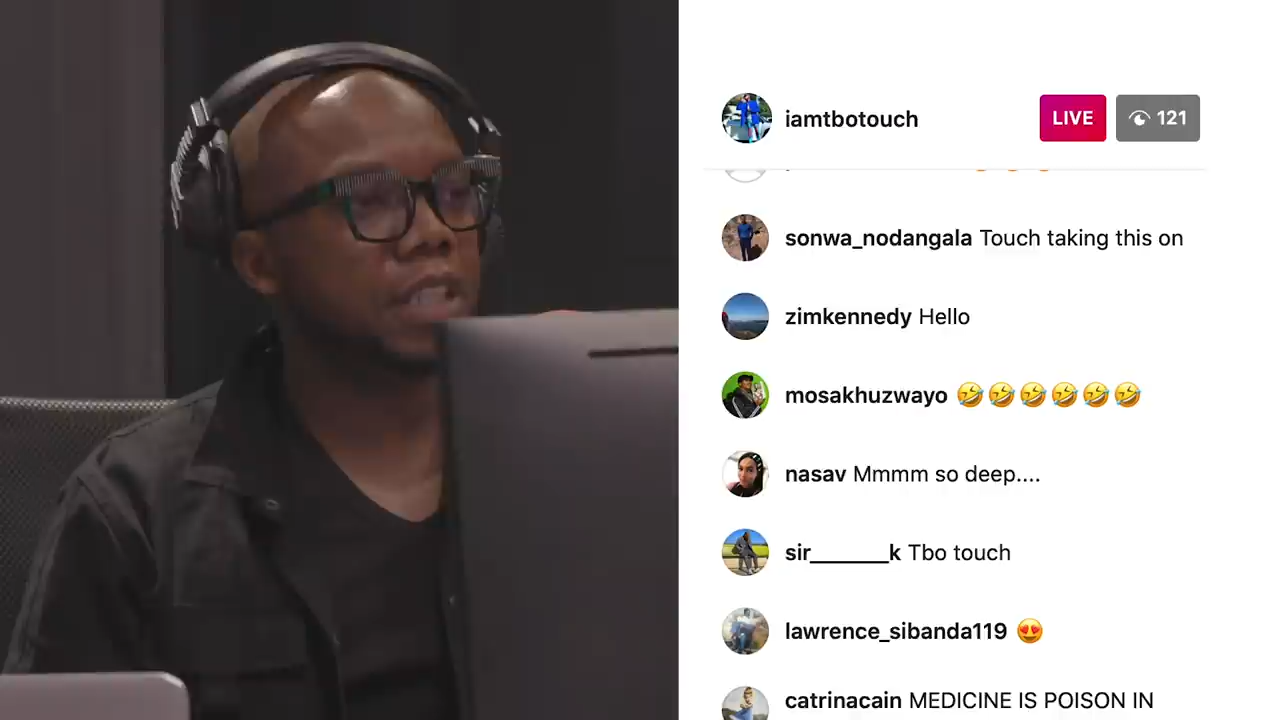 iamtbotouch
LIVE
121
sonwa_nodangala Touch taking this on
zimkennedy Hello
mosakhuzwayo 🤣🤣🤣🤣🤣🤣
nasav Mmmm so deep....
sir_______k Tbo touch
lawrence_sibanda119 😍
catrinacain MEDICINE IS POISON IN